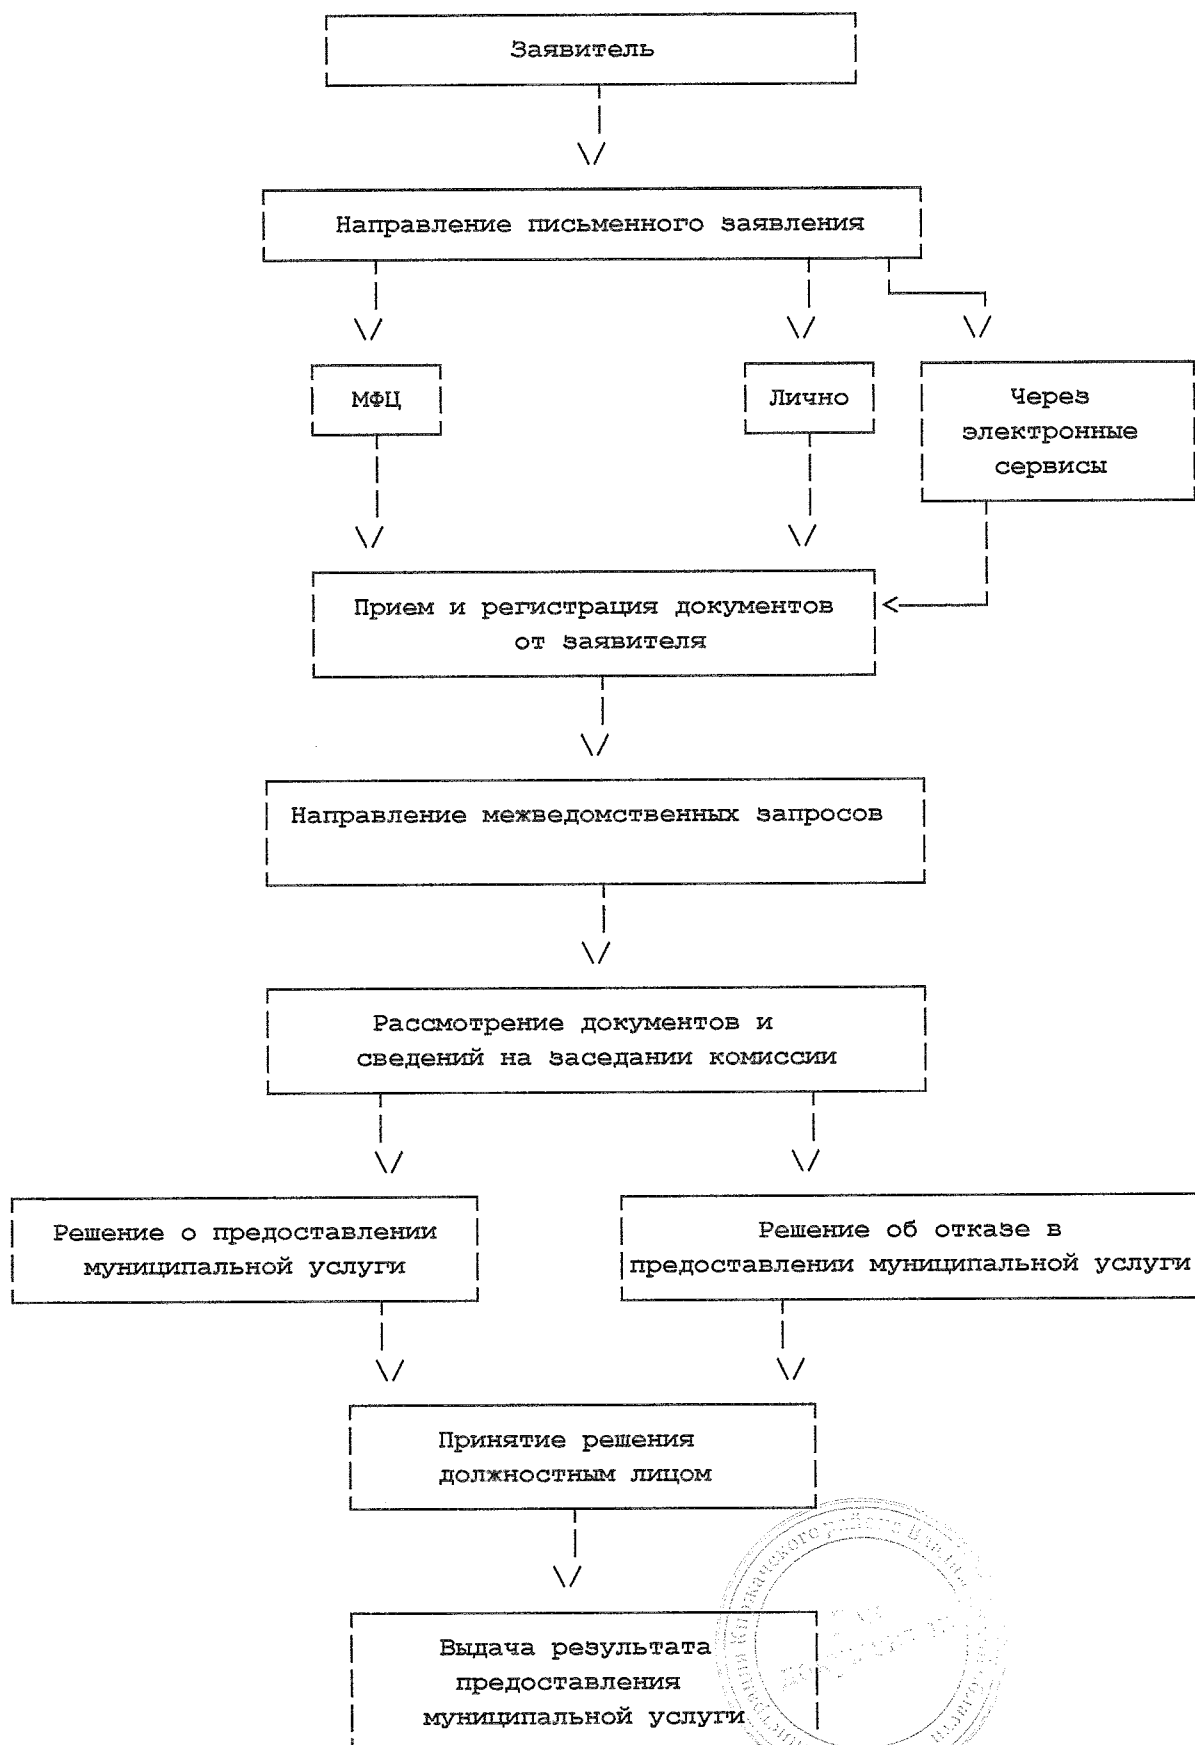 Заявитель
Направление письменного заявления
МФЦ
Лично
Через
электронные
сервисы
Прием и регистрация документов
от заявителя
Направление межведомственных запросов
Рассмотрение документов и
сведений на заседании комиссии
Решение о предоставлении
муниципальной услуги
Решение об отказе в
предоставлении муниципальной услуги
Принятие решения
должностным лицом
Выдача результата
предоставления
муниципальной услуги